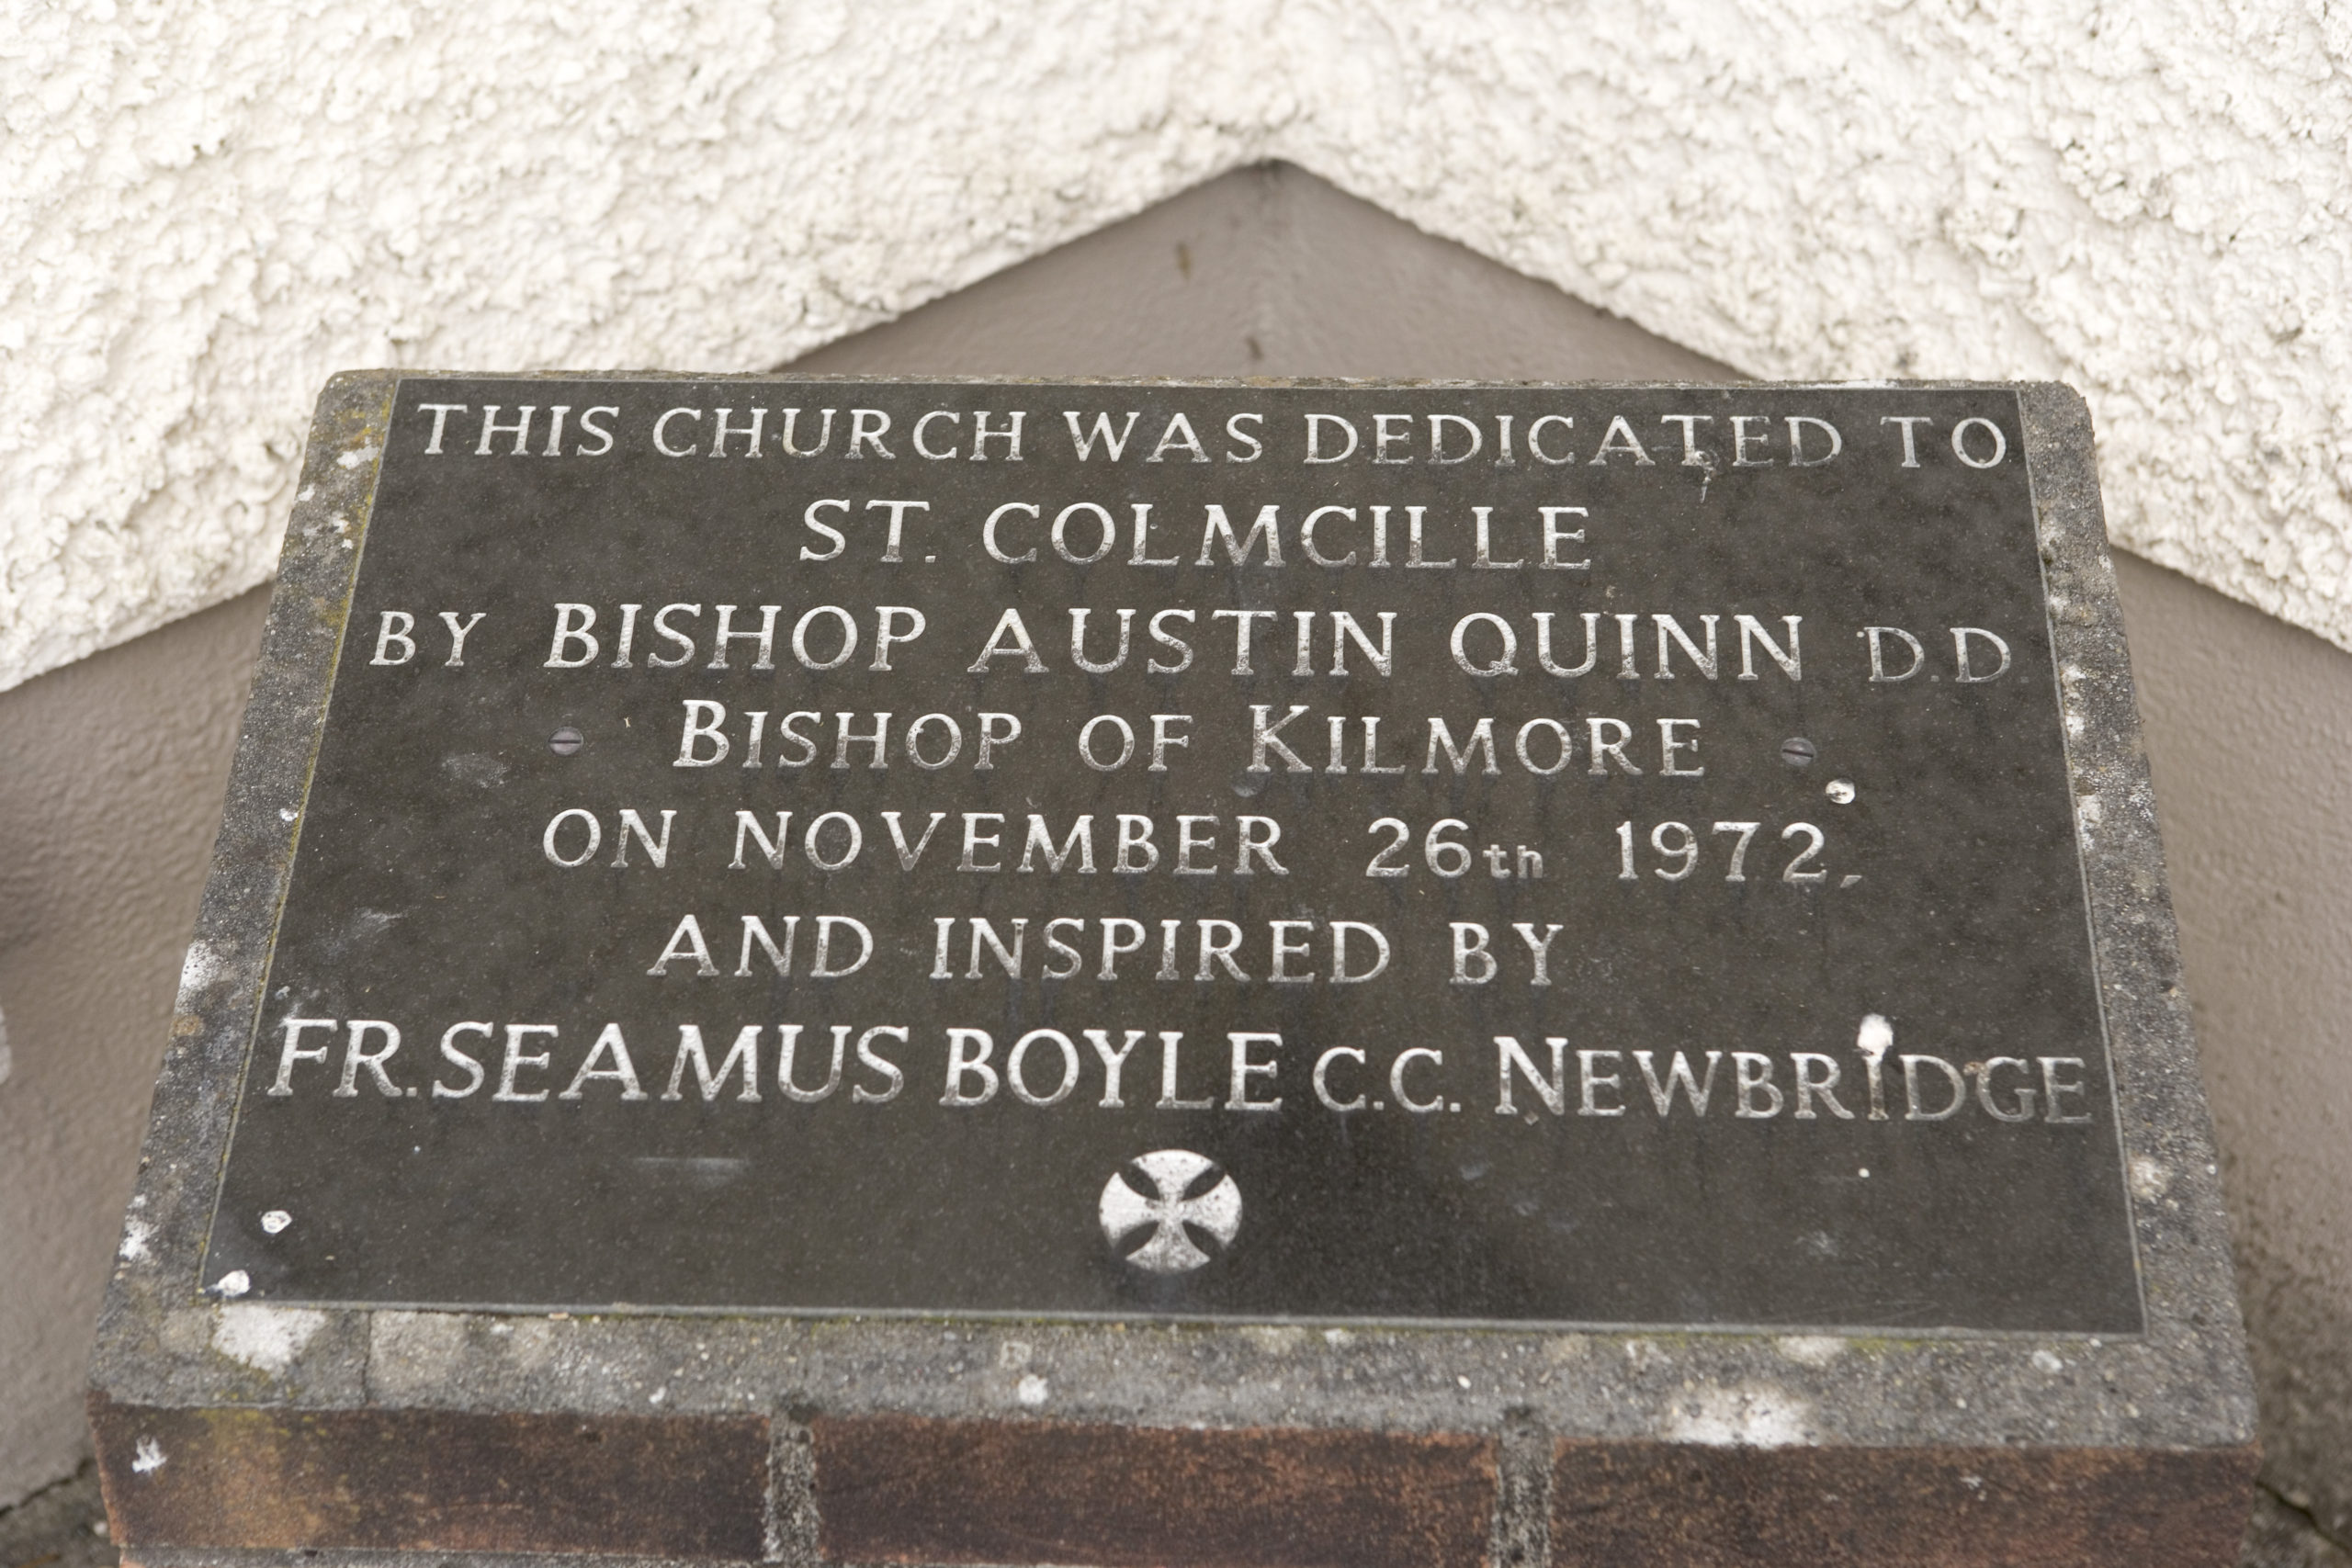 THIS CHURCH WAS DEDICATED TO
ST. COLMCILLE
BY BISHOP AUSTIN QUINN D.D.
BISHOP OF KILMORE
ON NOVEMBER 26th 1972,
AND INSPIRED BY
FR. SEAMUS BOYLE C.C. NEWBRIDGE